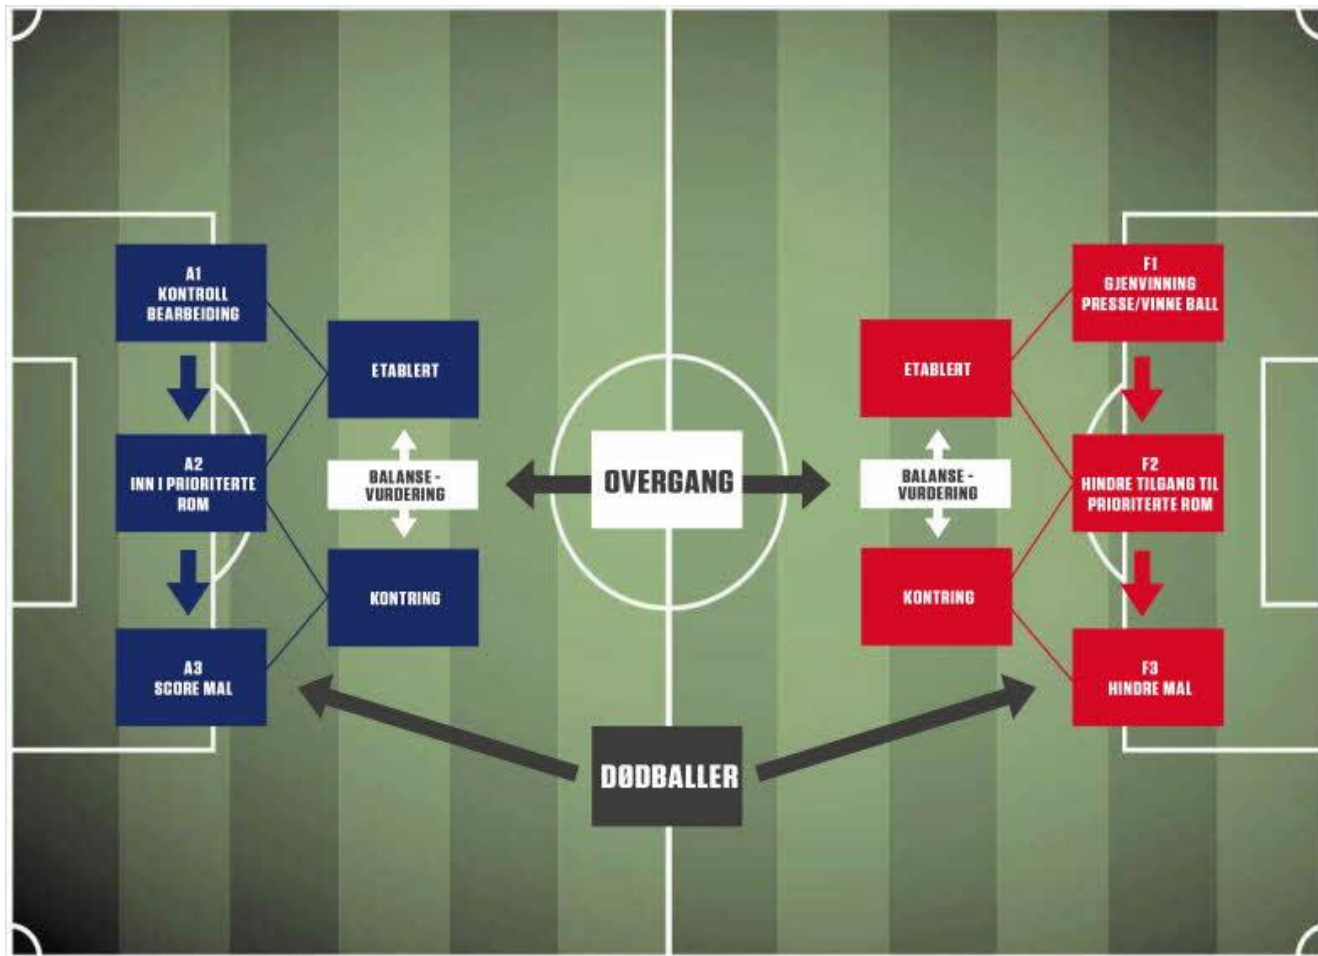 A1
KONTROLL
BEARBEIDING
ETABLERT
A2
INN I PRIORITERTE
ROM
BALANSE -
VURDERING
KONTRING
A3
SCORE MAL
OVERGANG
DØDBALLER
F1
GJENVINNING
PRESSE/VINNE BALL
ETABLERT
BALANSE -
VURDERING
F2
HINDRE TILGANG TIL
PRIORITERTE ROM
KONTRING
F3
HINDRE MAL